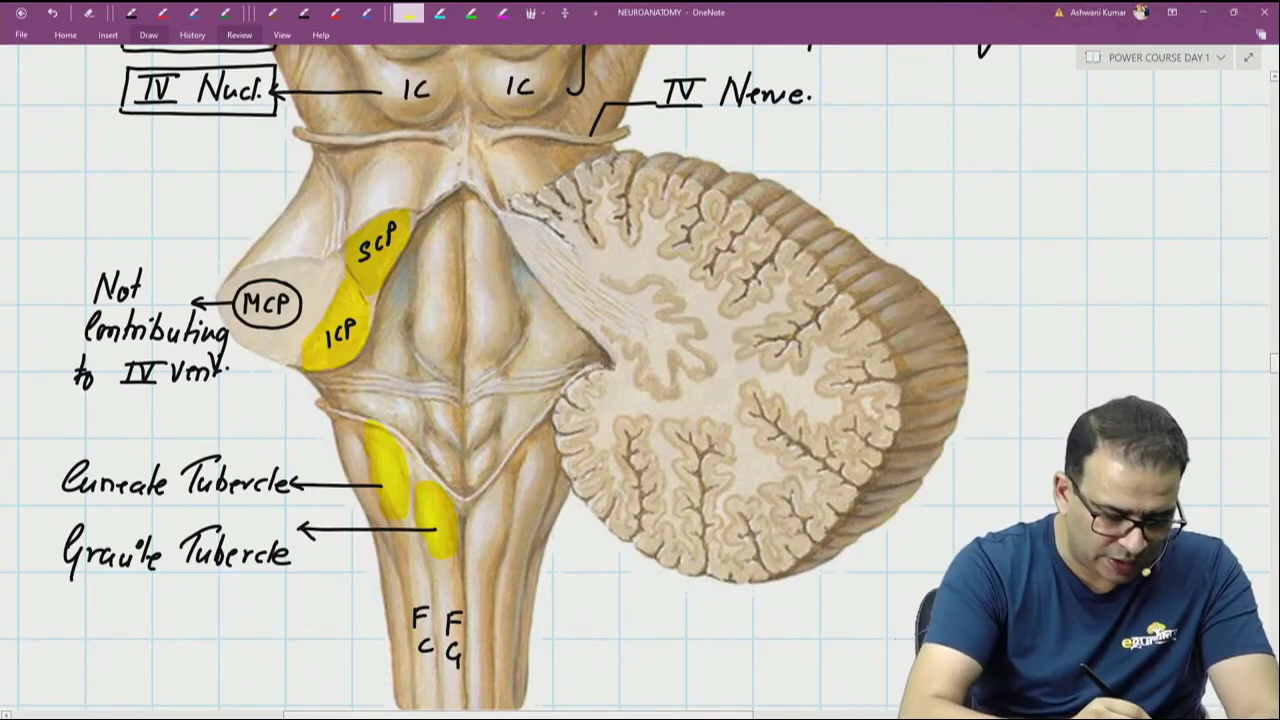 NEUROANATOMY - OneNote
Ashwani Kumar
File Home Insert Draw History Review View Help
POWER COURSE DAY 1
IV Nucl.
IC IC
IV Nerve.
SCP
MCP
ICP
Not
Contributing
to IV Vent.
Cuneate Tubercle
Gracile Tubercle
F F
C G